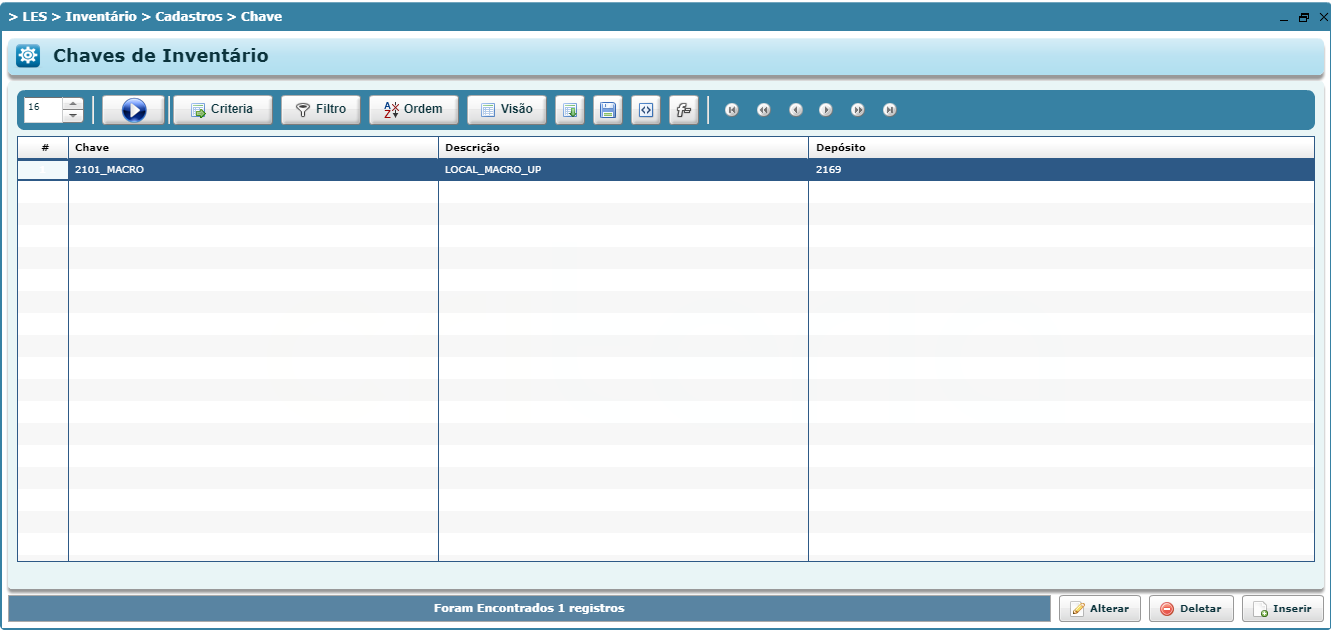 > LES > Inventário > Cadastros > Chave
Chaves de Inventário
16 Criteria Filtro Ordem Visão
# Chave Descrição Depósito
2101_MACRO LOCAL_MACRO_UP 2169
Foram Encontrados 1 registros Alterar Deletar Inserir